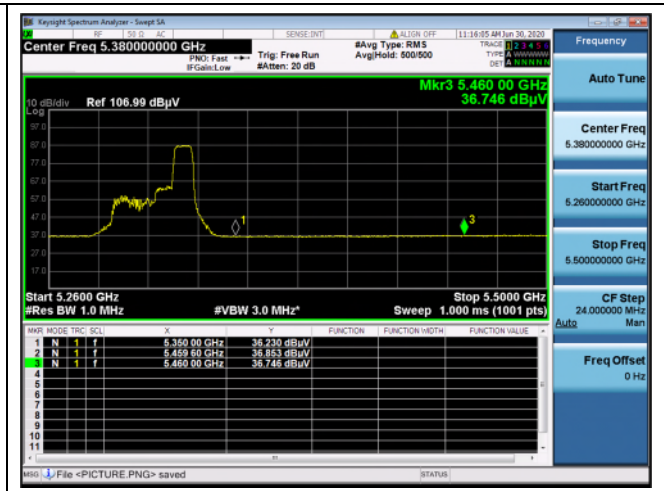 Keysight Spectrum Analyzer - Swept SA
RF 50 Ω AC SENSE:INT ALIGN OFF 11:16:05 AM Jun 30, 2020
Center Freq 5.380000000 GHz #Avg Type: RMS TRACE 1 2 3 4 5 6
PNO: Fast Trig: Free Run Avg|Hold: 500/500 TYPE A WWWWW
IFGain:Low #Atten: 20 dB DET A N N N N N
Mkr3 5.460 00 GHz
10 dB/div Ref 106.99 dBµV 36.746 dBµV
Log
97.0
87.0
77.0
67.0
57.0
47.0
37.0
27.0
17.0
1
3
Start 5.2600 GHz Stop 5.5000 GHz
#Res BW 1.0 MHz #VBW 3.0 MHz* Sweep 1.000 ms (1001 pts)
MKR MODE TRC SCL X Y FUNCTION FUNCTION WIDTH FUNCTION VALUE
1 N 1 f 5.350 00 GHz 36.230 dBµV
2 N 1 f 5.459 60 GHz 36.853 dBµV
3 N 1 f 5.460 00 GHz 36.746 dBµV
4
5
6
7
8
9
10
11
MSG File <PICTURE.PNG> saved STATUS
Frequency
Auto Tune
Center Freq
5.380000000 GHz
Start Freq
5.260000000 GHz
Stop Freq
5.500000000 GHz
CF Step
24.000000 MHz
Auto Man
Freq Offset
0 Hz